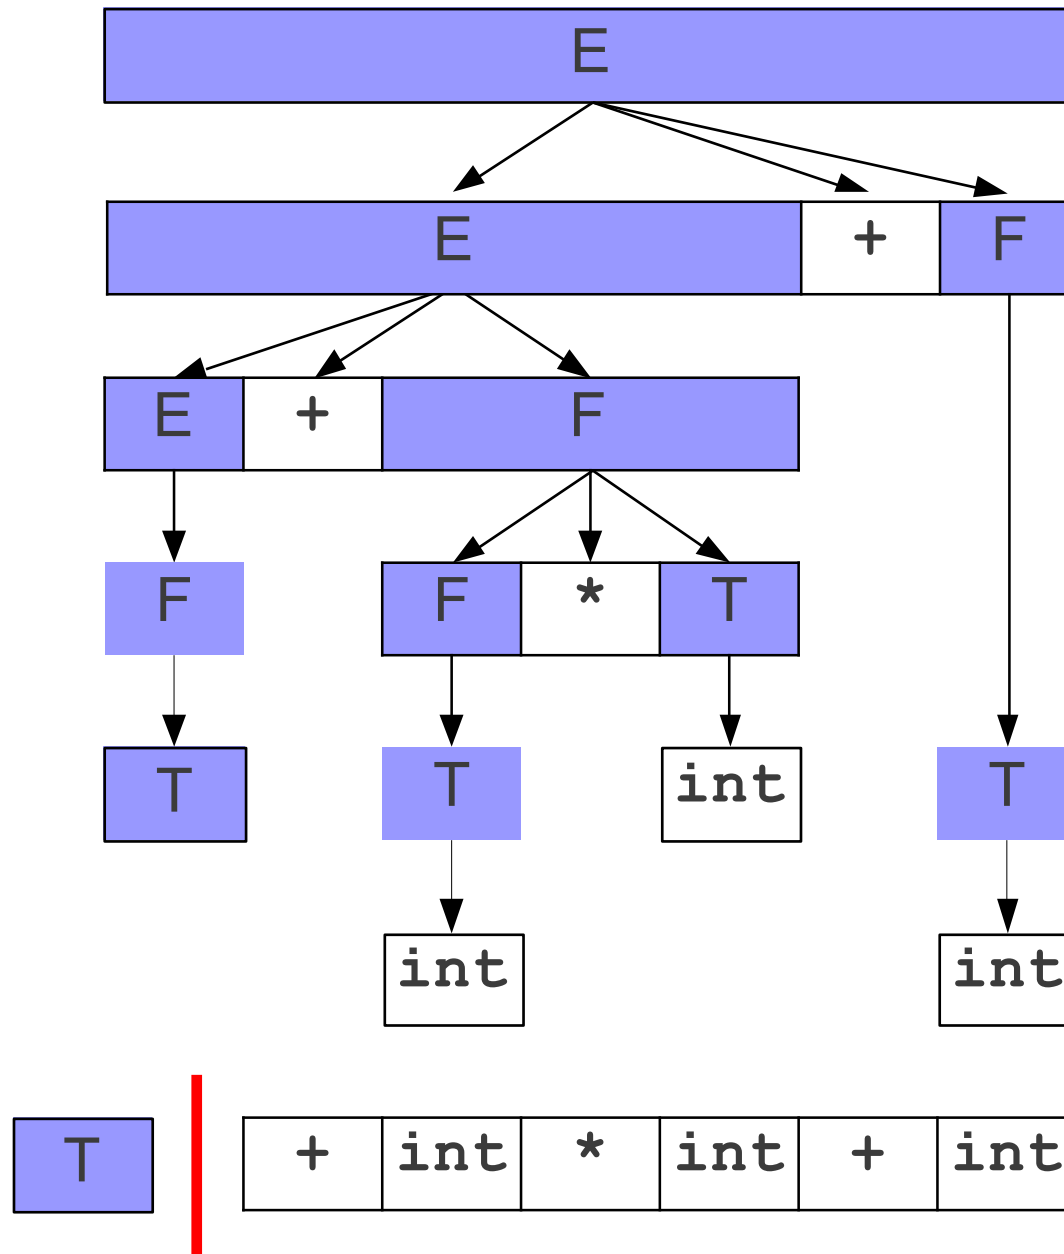 E
E + F
E + F
F F * T
T T int T
int int
T + int * int + int